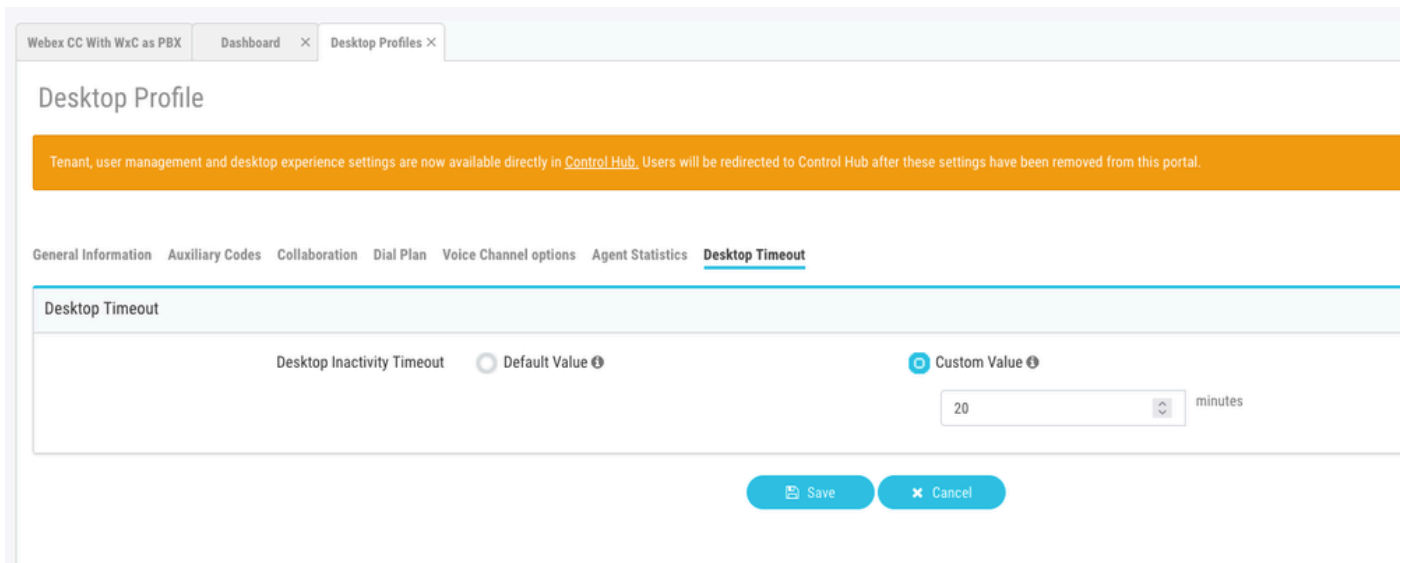 Webex CC With WxC as PBX Dashboard Desktop Profiles
Desktop Profile
Tenant, user management and desktop experience settings are now available directly in Control Hub. Users will be redirected to Control Hub after these settings have been removed from this portal.
General Information Auxiliary Codes Collaboration Dial Plan Voice Channel options Agent Statistics Desktop Timeout
Desktop Timeout
Desktop Inactivity Timeout Default Value Custom Value
20 minutes
Save Cancel